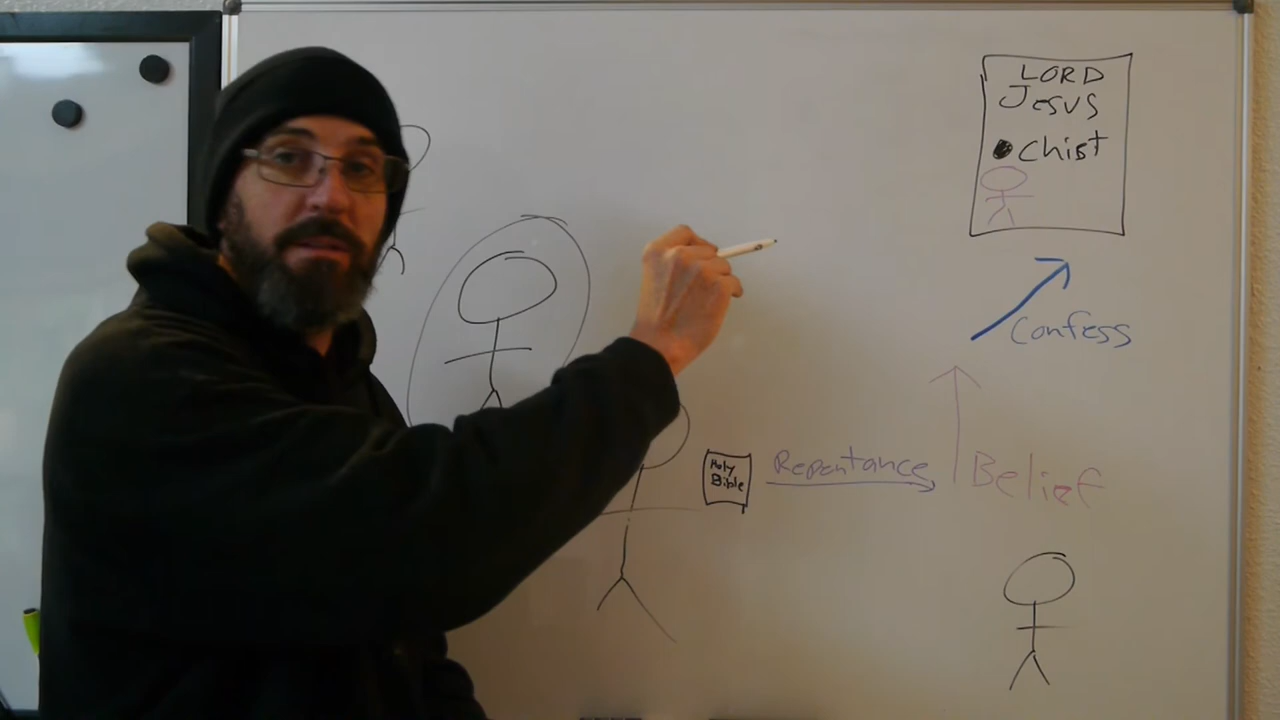 LORD
Jesus
Chist
Confess
Holy
Bible
Repentance
Belief